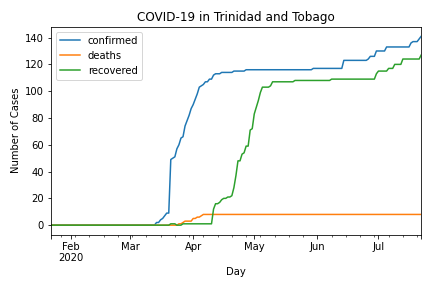 COVID-19 in Trinidad and Tobago
confirmed
deaths
recovered
Number of Cases
140
120
100
80
60
40
20
0
Feb Mar Apr May Jun Jul
2020
Day